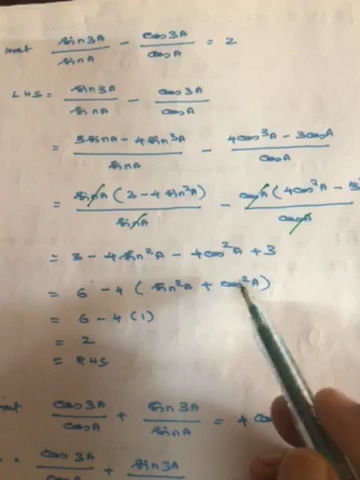 sin3A/sinA - cos3A/cosA = 2
LHS = sin3A/sinA - cos3A/cosA
= 3sinA - 4sin³A/sinA - 4cos³A - 3cosA/cosA
= sinA (3 - 4sin²A)/sinA - cosA (4cos²A - 3/cosA
= 3 - 4sin²A - 4cos²A + 3
= 6 - 4 (sin²A + cos²A)
= 6 - 4 (1)
= 2
= RHS
cos3A/cosA + sin3A/sinA = 4
cos3A + sin3A